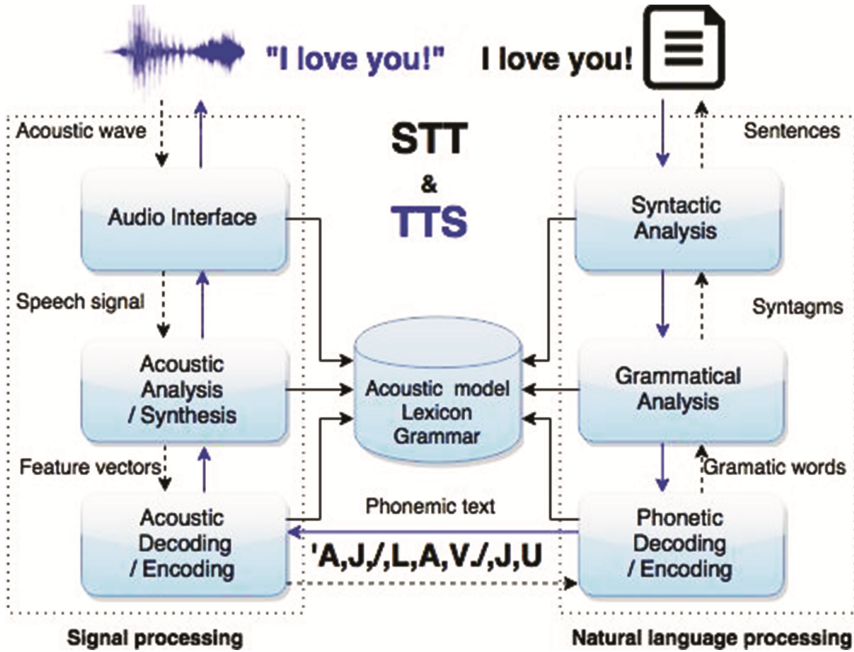 "I love you!"
I love you!
STT
&
TTS
Acoustic wave
Audio Interface
Speech signal
Acoustic
Analysis
/ Synthesis
Feature vectors
Acoustic
Decoding
/ Encoding
Signal processing
Acoustic model
Lexicon
Grammar
Phonemic text
'A,J,/,L,A,V./,J,U
Sentences
Syntactic
Analysis
Syntagms
Grammatical
Analysis
Gramatic words
Phonetic
Decoding
/ Encoding
Natural language processing